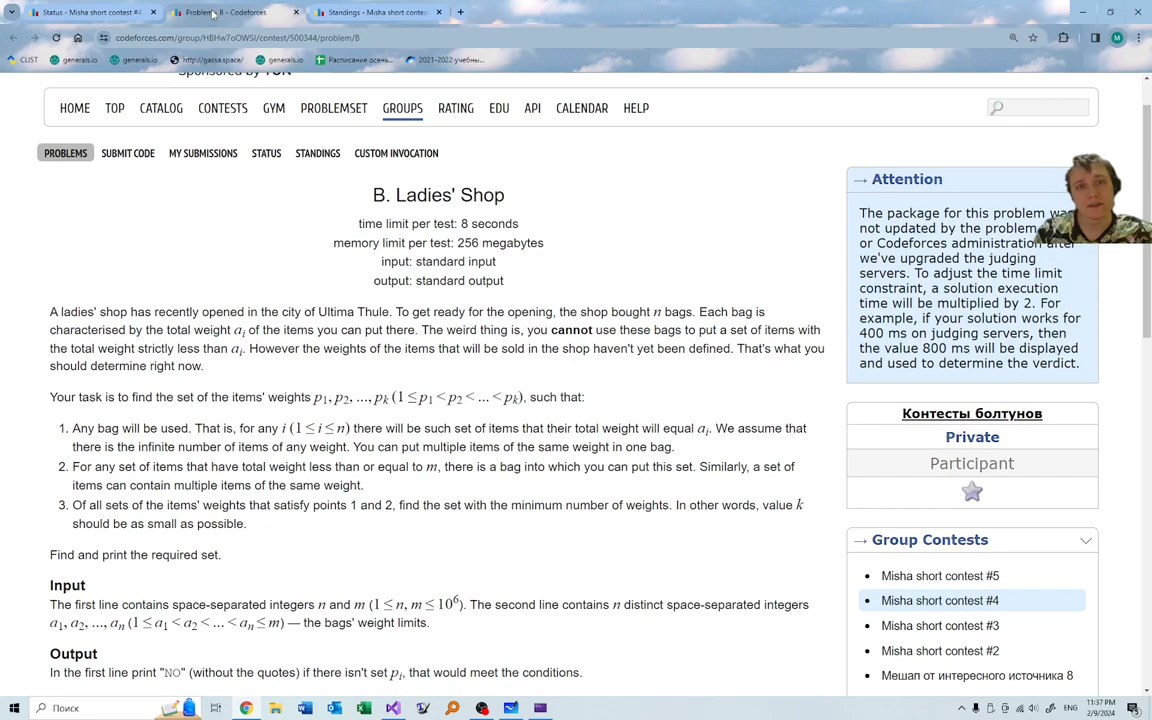 Status - Misha short contest #4
Problem B - Codeforces
Standings - Misha short contes
codeforces.com/group/HBHw7oOWSI/contest/500344/problem/B
CLIST
generals.io
generals.io
http://gassa.space/
generals.io
Расписание осень...
2021-2022 учебны...
Sponsored by TON
HOME TOP CATALOG CONTESTS GYM PROBLEMSET GROUPS RATING EDU API CALENDAR HELP
PROBLEMS SUBMIT CODE MY SUBMISSIONS STATUS STANDINGS CUSTOM INVOCATION
B. Ladies' Shop
time limit per test: 8 seconds
memory limit per test: 256 megabytes
input: standard input
output: standard output
A ladies' shop has recently opened in the city of Ultima Thule. To get ready for the opening, the shop bought n bags. Each bag is
characterised by the total weight a_i of the items you can put there. The weird thing is, you cannot use these bags to put a set of items with
the total weight strictly less than a_i. However the weights of the items that will be sold in the shop haven't yet been defined. That's what you
should determine right now.
Your task is to find the set of the items' weights p_1, p_2, ..., p_k (1 ≤ p_1 < p_2 < ... < p_k), such that:
1. Any bag will be used. That is, for any i (1 ≤ i ≤ n) there will be such set of items that their total weight will equal a_i. We assume that
there is the infinite number of items of any weight. You can put multiple items of the same weight in one bag.
2. For any set of items that have total weight less than or equal to m, there is a bag into which you can put this set. Similarly, a set of
items can contain multiple items of the same weight.
3. Of all sets of the items' weights that satisfy points 1 and 2, find the set with the minimum number of weights. In other words, value k
should be as small as possible.
Find and print the required set.
Input
The first line contains space-separated integers n and m (1 ≤ n, m ≤ 10^6). The second line contains n distinct space-separated integers
a_1, a_2, ..., a_n (1 ≤ a_1 < a_2 < ... < a_n ≤ m) — the bags' weight limits.
Output
In the first line print "NO" (without the quotes) if there isn't set p_i, that would meet the conditions.
→ Attention
The package for this problem was
not updated by the problem
or Codeforces administration after
we've upgraded the judging
servers. To adjust the time limit
constraint, a solution execution
time will be multiplied by 2. For
example, if your solution works for
400 ms on judging servers, then
the value 800 ms will be displayed
and used to determine the verdict.
Контесты болтунов
Private
Participant
→ Group Contests
Misha short contest #5
Misha short contest #4
Misha short contest #3
Misha short contest #2
Мешап от интересного источника 8
Поиск
ENG
11:37 PM
2/9/2024